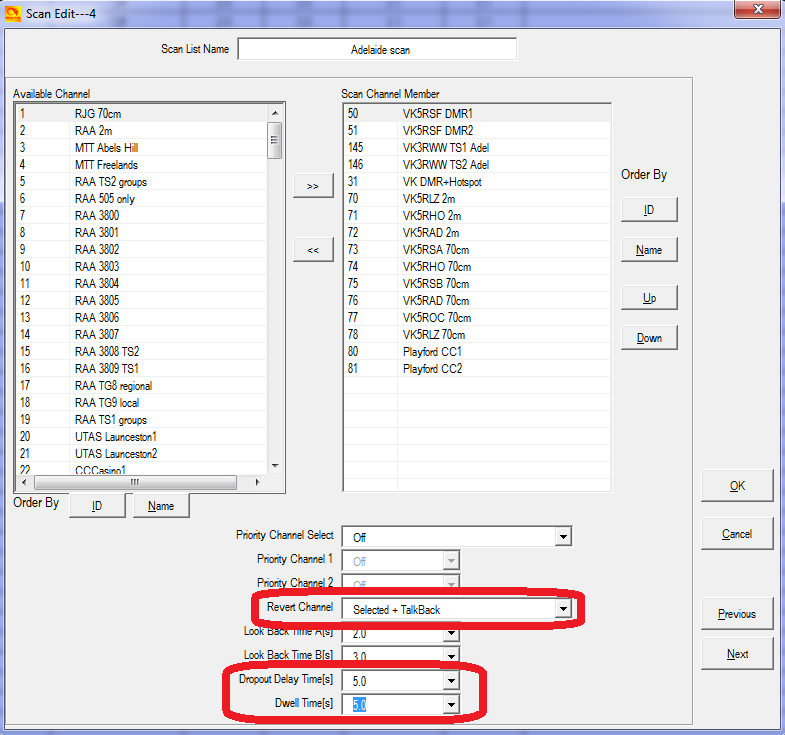 Scan Edit---4
Scan List Name Adelaide scan
Available Channel
1 RJG 70cm
2 RAA 2m
3 MTT Abels Hill
4 MTT Freelands
5 RAA TS2 groups
6 RAA 505 only
7 RAA 3800
8 RAA 3801
9 RAA 3802
10 RAA 3803
11 RAA 3804
12 RAA 3805
13 RAA 3806
14 RAA 3807
15 RAA 3808 TS2
16 RAA 3809 TS1
17 RAA TG8 regional
18 RAA TG9 local
19 RAA TS1 groups
20 UTAS Launceston1
21 UTAS Launceston2
22 CCCasino1
Order By ID Name
>>
<<
Scan Channel Member
50 VK5RSF DMR1
51 VK5RSF DMR2
145 VK3RWW TS1 Adel
146 VK3RWW TS2 Adel
31 VK DMR+Hotspot
70 VK5RLZ 2m
71 VK5RHO 2m
72 VK5RAD 2m
73 VK5RSA 70cm
74 VK5RHO 70cm
75 VK5RSB 70cm
76 VK5RAD 70cm
77 VK5ROC 70cm
78 VK5RLZ 70cm
80 Playford CC1
81 Playford CC2
Order By
ID
Name
Up
Down
Priority Channel Select Off
Priority Channel 1 Off
Priority Channel 2 Off
Revert Channel Selected + TalkBack
Look Back Time A[s] 2.0
Look Back Time B[s] 3.0
Dropout Delay Time[s] 5.0
Dwell Time[s] 5.0
OK
Cancel
Previous
Next